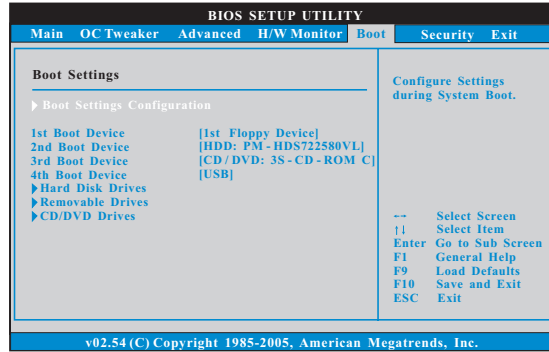 BIOS SETUP UTILITY
Main OC Tweaker Advanced H/W Monitor Boot Security Exit
Boot Settings
Boot Settings Configuration
1st Boot Device [1st Floppy Device]
2nd Boot Device [HDD: PM-HDS722580VL]
3rd Boot Device [CD/DVD: 3S-CD-ROM C]
4th Boot Device [USB]
Hard Disk Drives
Removable Drives
CD/DVD Drives
Configure Settings
during System Boot.
←→ Select Screen
↑↓ Select Item
Enter Go to Sub Screen
F1 General Help
F9 Load Defaults
F10 Save and Exit
ESC Exit
v02.54 (C) Copyright 1985-2005, American Megatrends, Inc.